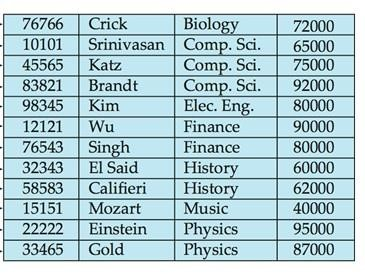 76766 Crick Biology 72000
10101 Srinivasan Comp. Sci. 65000
45565 Katz Comp. Sci. 75000
83821 Brandt Comp. Sci. 92000
98345 Kim Elec. Eng. 80000
12121 Wu Finance 90000
76543 Singh Finance 80000
32343 El Said History 60000
58583 Califieri History 62000
15151 Mozart Music 40000
22222 Einstein Physics 95000
33465 Gold Physics 87000